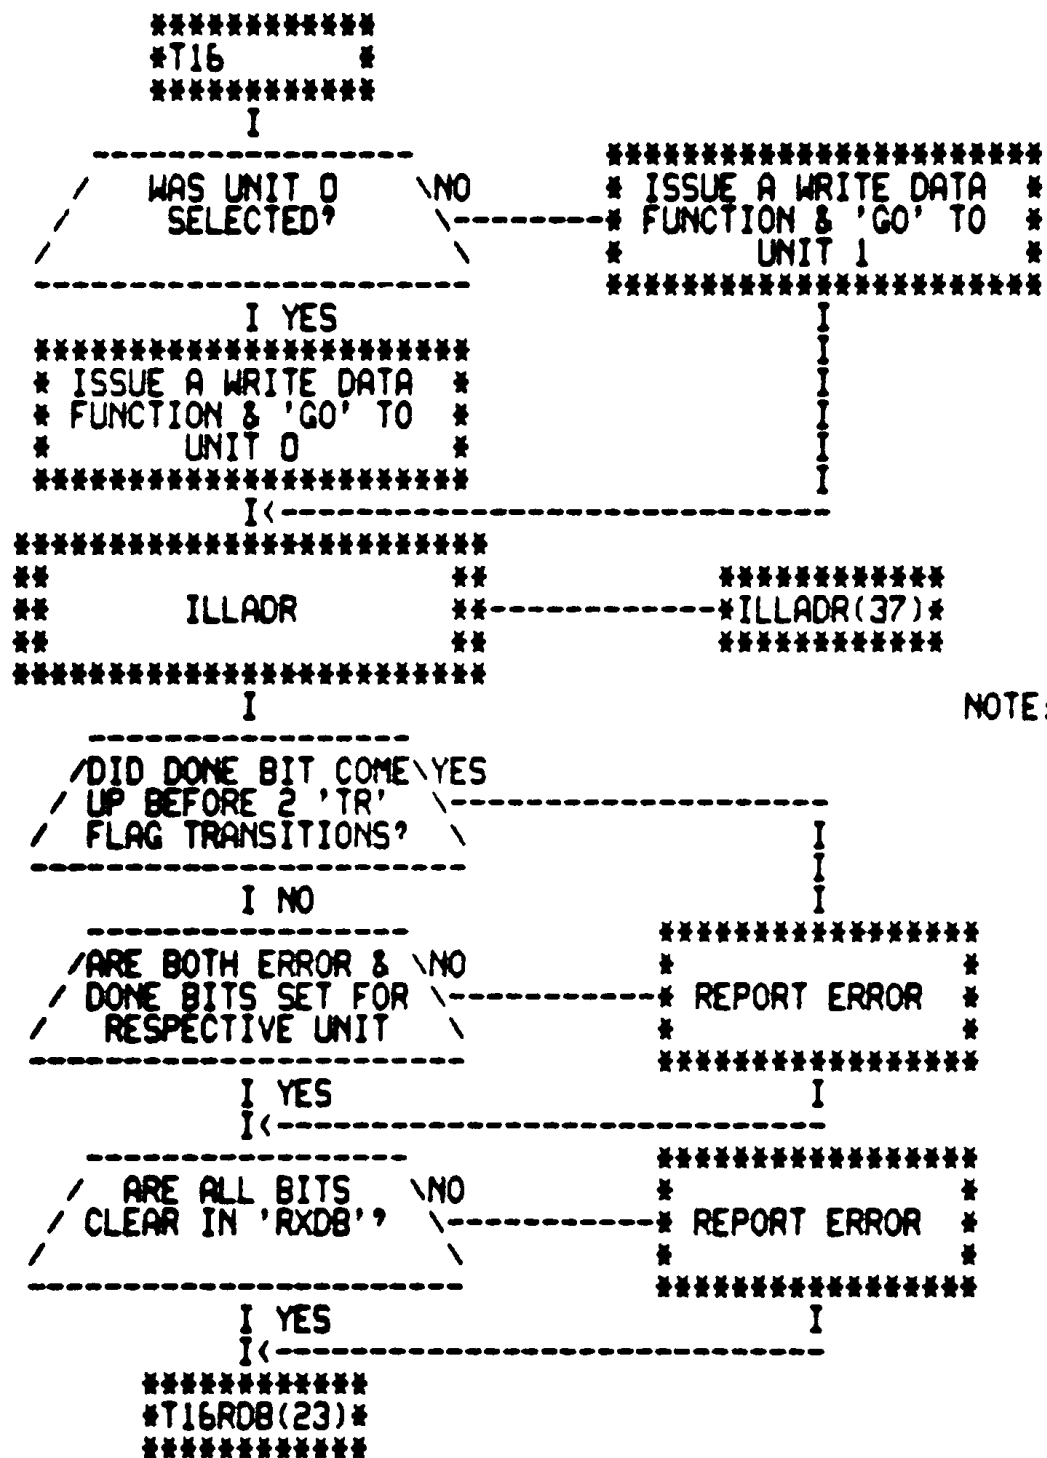 T16
WAS UNIT 0 SELECTED?
NO
ISSUE A WRITE DATA
FUNCTION & 'GO' TO
UNIT 1
YES
ISSUE A WRITE DATA
FUNCTION & 'GO' TO
UNIT 0
ILLADR
ILLADR(37)
NOTE:
DID DONE BIT COME
UP BEFORE 2 'TR'
FLAG TRANSITIONS?
YES
NO
ARE BOTH ERROR &
DONE BITS SET FOR
RESPECTIVE UNIT
NO
REPORT ERROR
YES
ARE ALL BITS
CLEAR IN 'RXDB'?
NO
REPORT ERROR
YES
T16RDB(23)